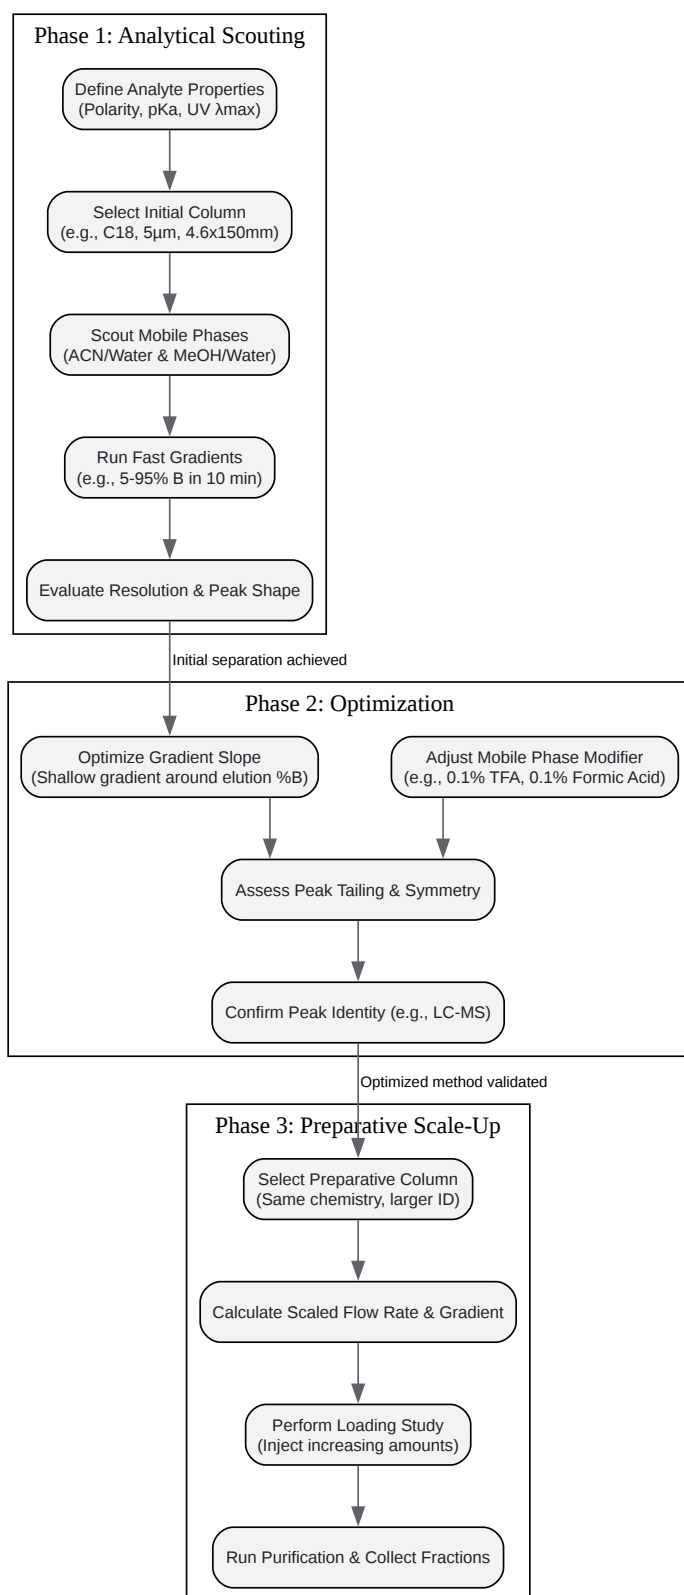 Phase 1: Analytical Scouting
Define Analyte Properties
(Polarity, pKa, UV λmax)
Select Initial Column
(e.g., C18, 5µm, 4.6x150mm)
Scout Mobile Phases
(ACN/Water & MeOH/Water)
Run Fast Gradients
(e.g., 5-95% B in 10 min)
Evaluate Resolution & Peak Shape
Initial separation achieved
Phase 2: Optimization
Optimize Gradient Slope
(Shallow gradient around elution %B)
Adjust Mobile Phase Modifier
(e.g., 0.1% TFA, 0.1% Formic Acid)
Assess Peak Tailing & Symmetry
Confirm Peak Identity (e.g., LC-MS)
Optimized method validated
Phase 3: Preparative Scale-Up
Select Preparative Column
(Same chemistry, larger ID)
Calculate Scaled Flow Rate & Gradient
Perform Loading Study
(Inject increasing amounts)
Run Purification & Collect Fractions